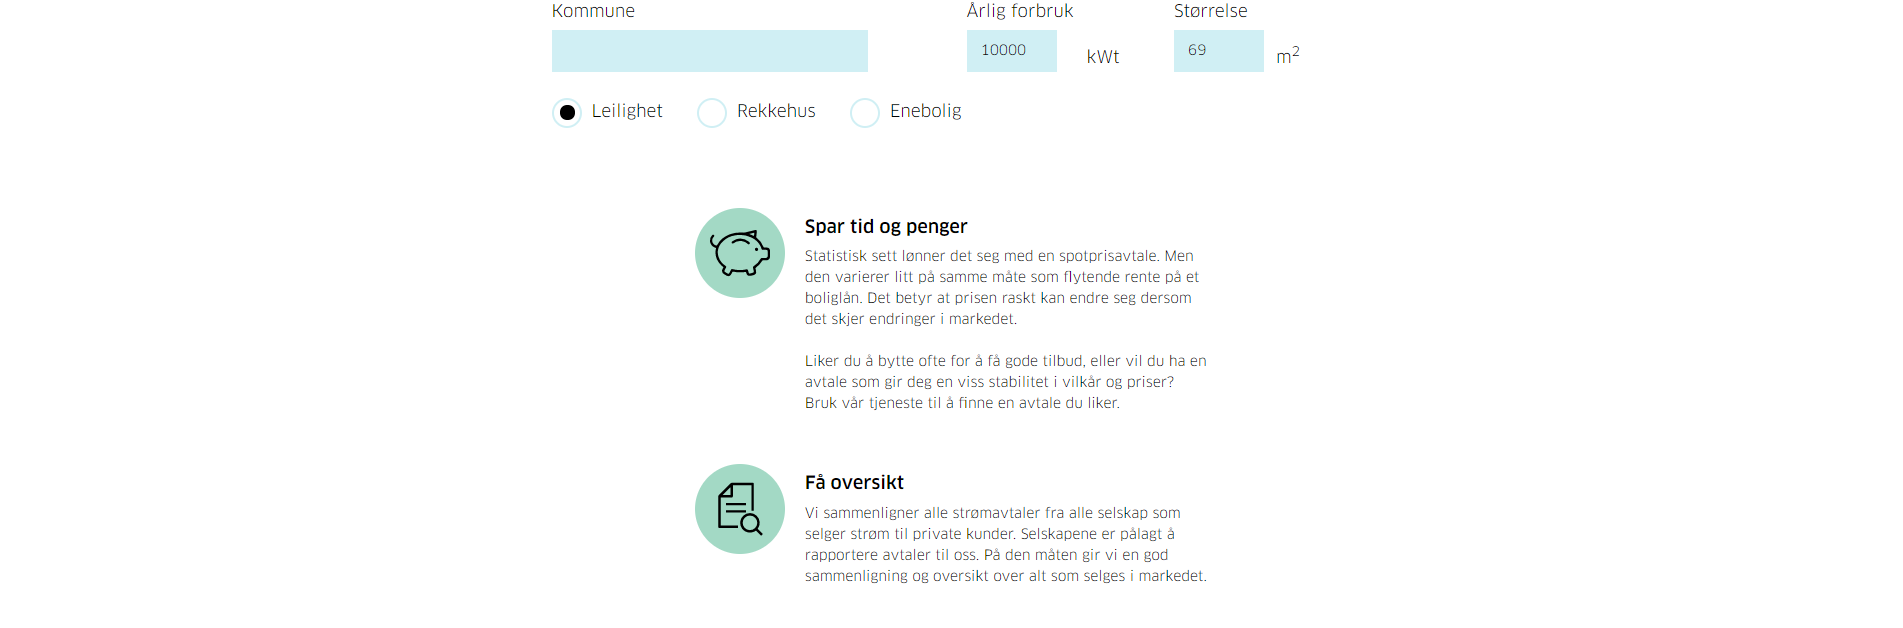 Kommune
Årlig forbruk
Størrelse
10000
kWt
69
m²
Leilighet
Rekkehus
Enebolig
Spar tid og penger
Statistisk sett lønner det seg med en spotprisavtale. Men
den varierer litt på samme måte som flytende rente på et
boliglån. Det betyr at prisen raskt kan endre seg dersom
det skjer endringer i markedet.
Liker du å bytte ofte for å få gode tilbud, eller vil du ha en
avtale som gir deg en viss stabilitet i vilkår og priser?
Bruk vår tjeneste til å finne en avtale du liker.
Få oversikt
Vi sammenligner alle strømavtaler fra alle selskap som
selger strøm til private kunder. Selskapene er pålagt å
rapportere avtaler til oss. På den måten gir vi en god
sammenligning og oversikt over alt som selges i markedet.